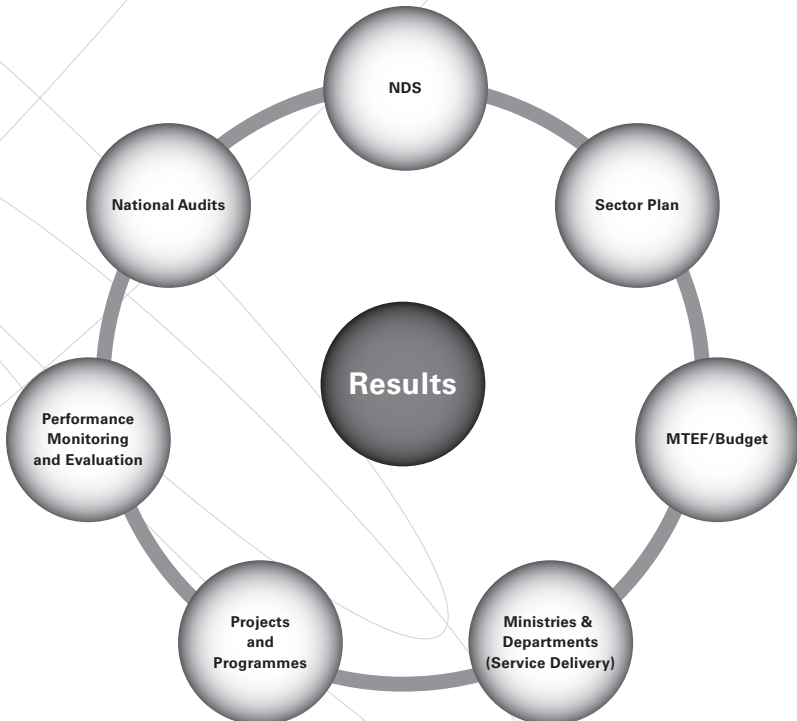 NDS
Sector Plan
MTEF/Budget
Ministries &
Departments
(Service Delivery)
Projects
and
Programmes
Performance
Monitoring
and Evaluation
National Audits
Results